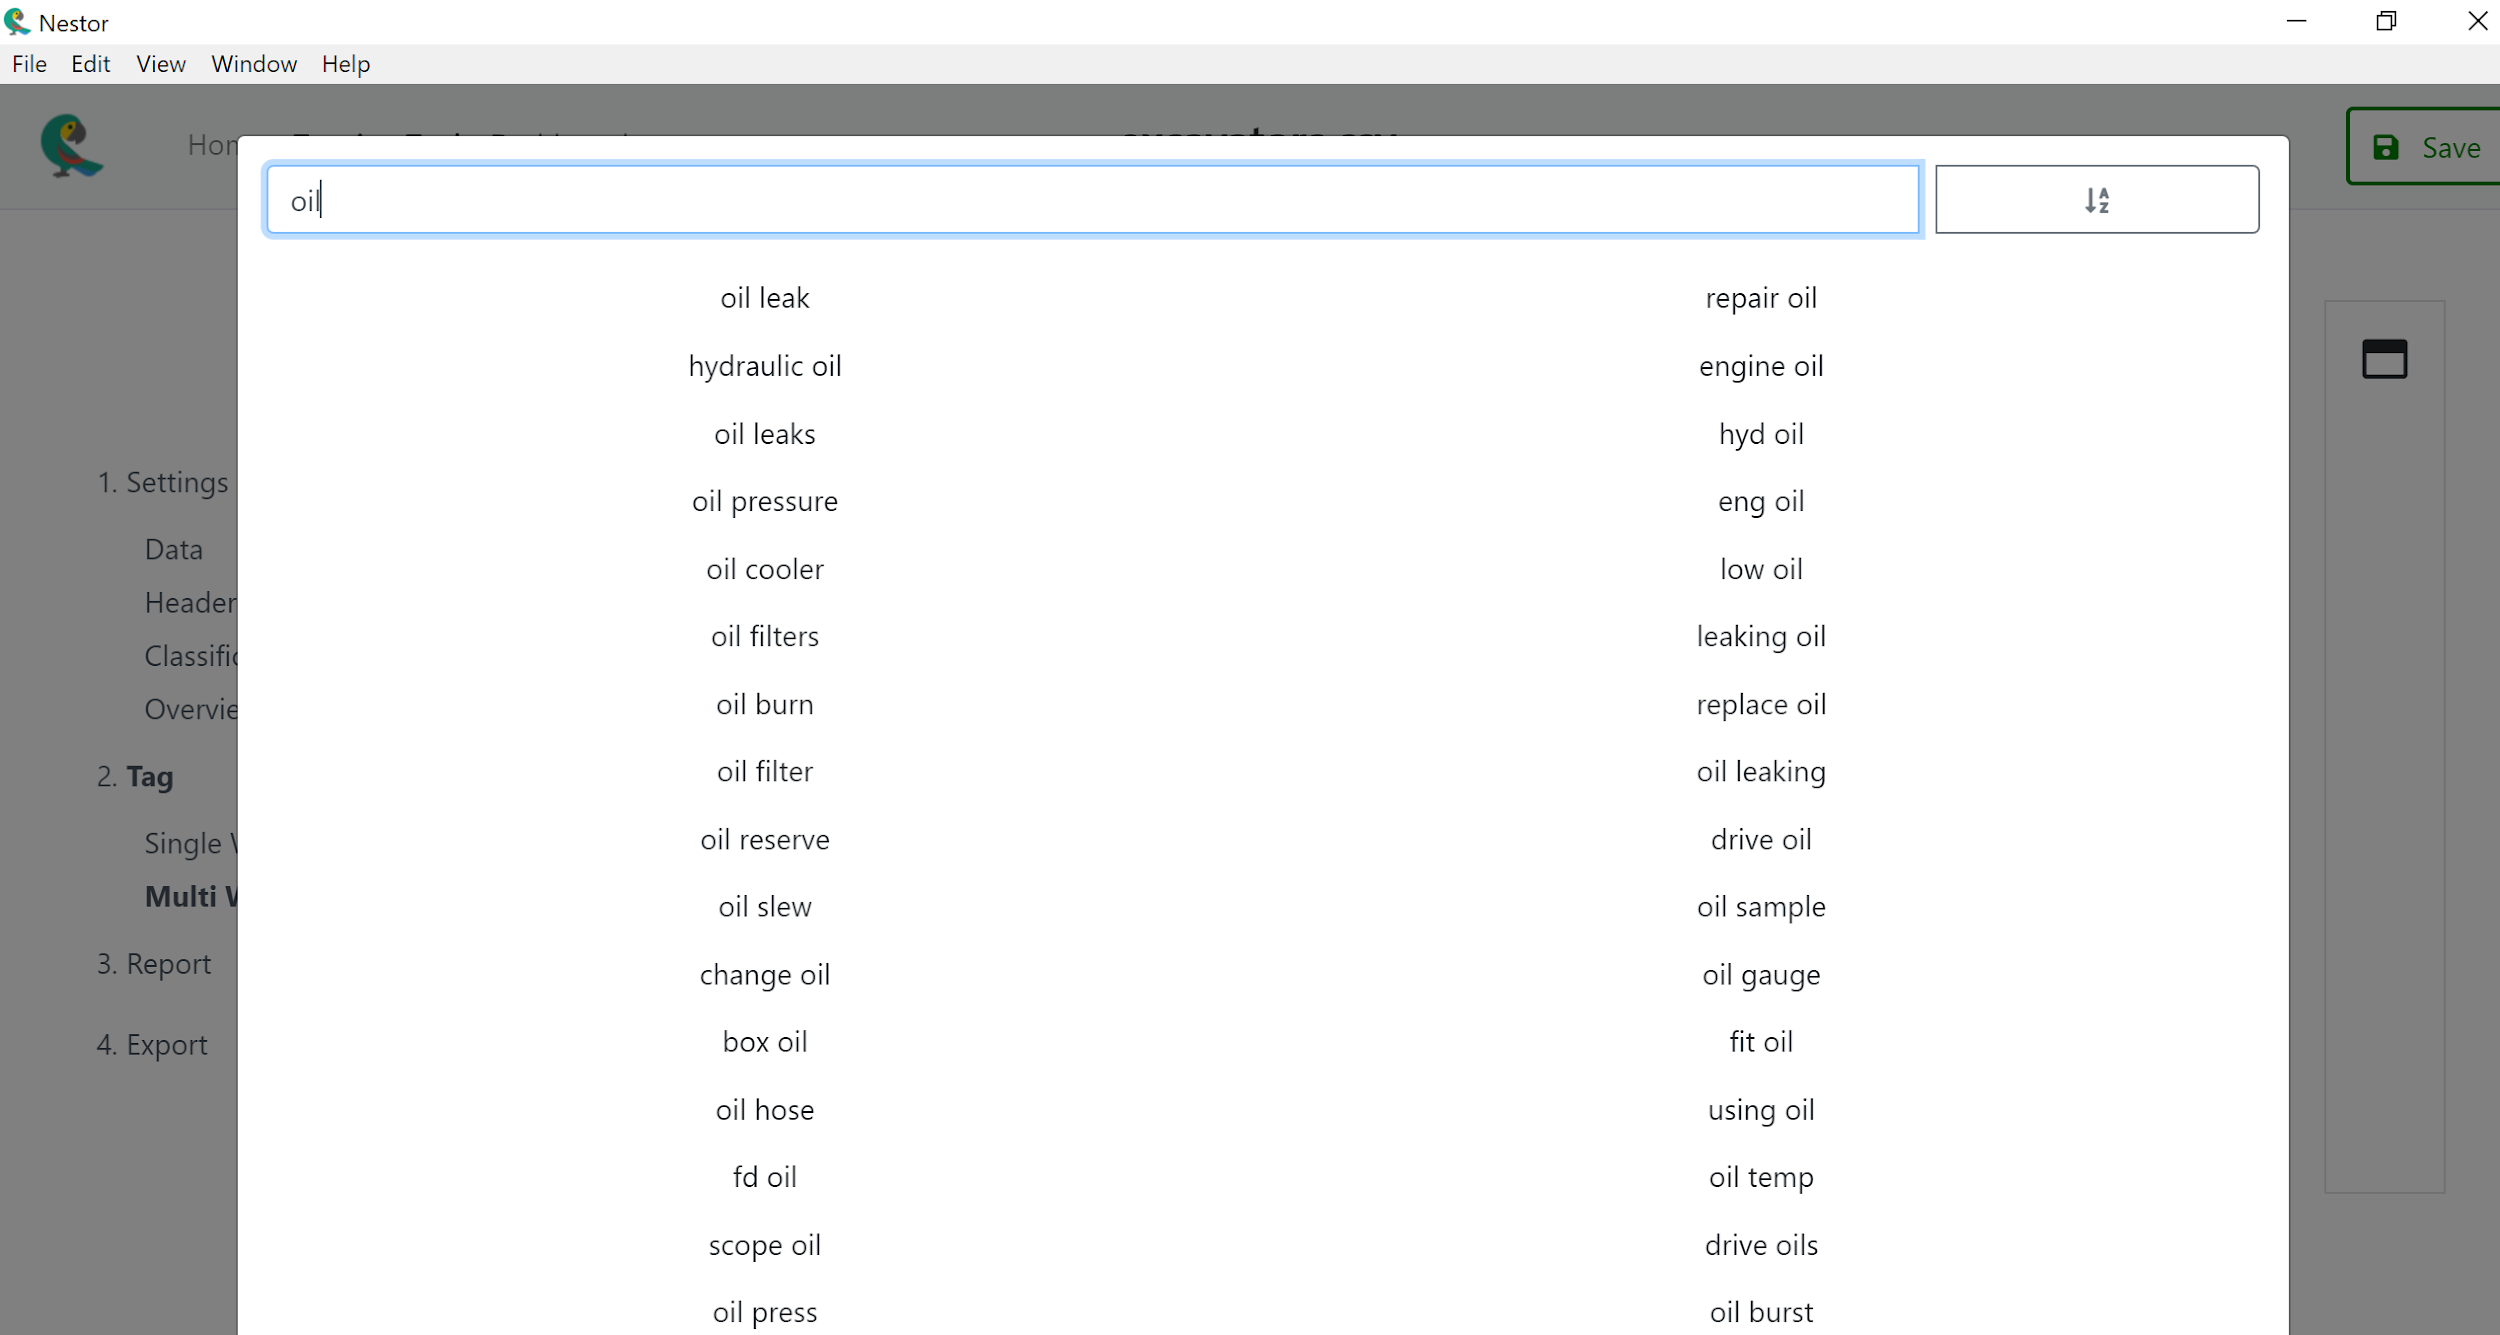 Nestor
File Edit View Window Help
Save
oil
oil leak repair oil
hydraulic oil engine oil
oil leaks hyd oil
1. Settings
oil pressure eng oil
Data
oil cooler low oil
Header
oil filters leaking oil
oil burn replace oil
2. Tag
oil filter oil leaking
oil reserve drive oil
Single
Multi
oil slew oil sample
3. Report
change oil oil gauge
4. Export
box oil fit oil
oil hose using oil
fd oil oil temp
scope oil drive oils
oil press oil burst